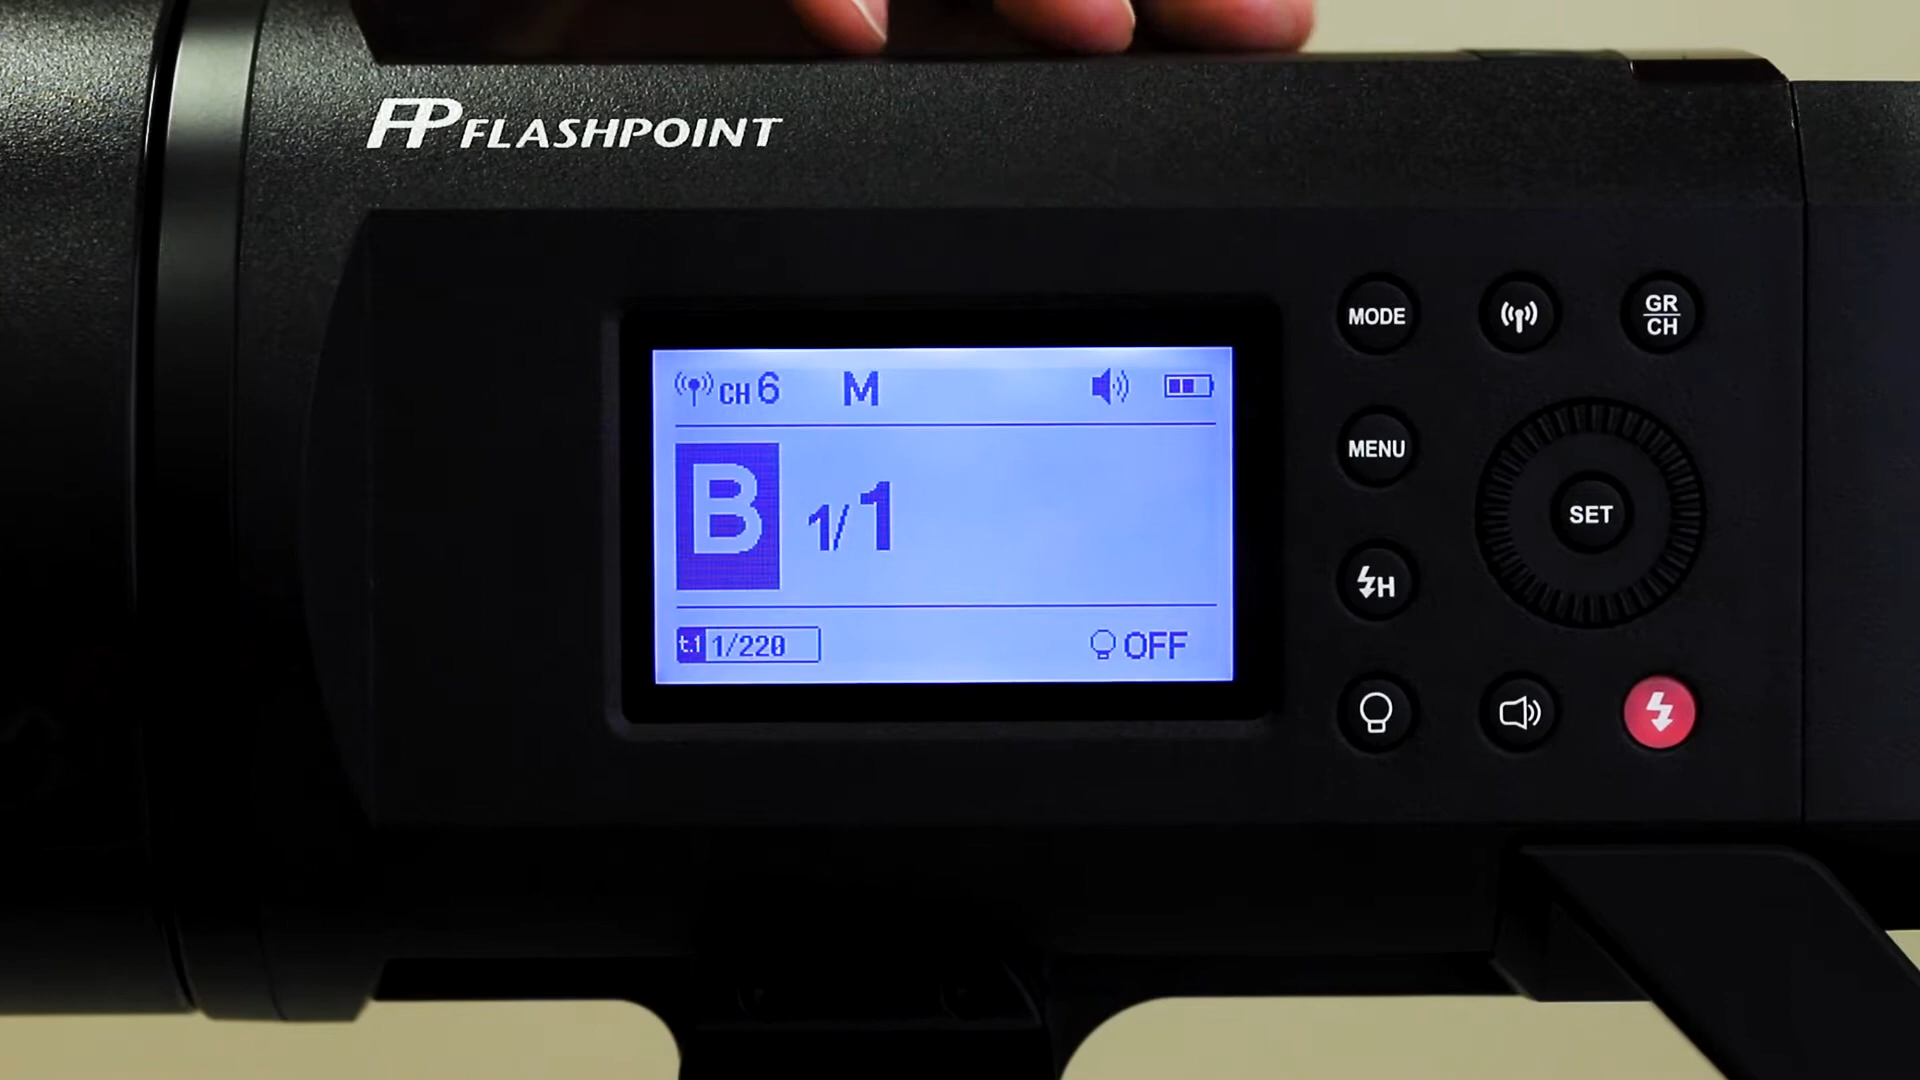 FP FLASHPOINT
CH 6 M
B 1/1
t.1 1/220 OFF
MODE
GR
CH
MENU
SET
H